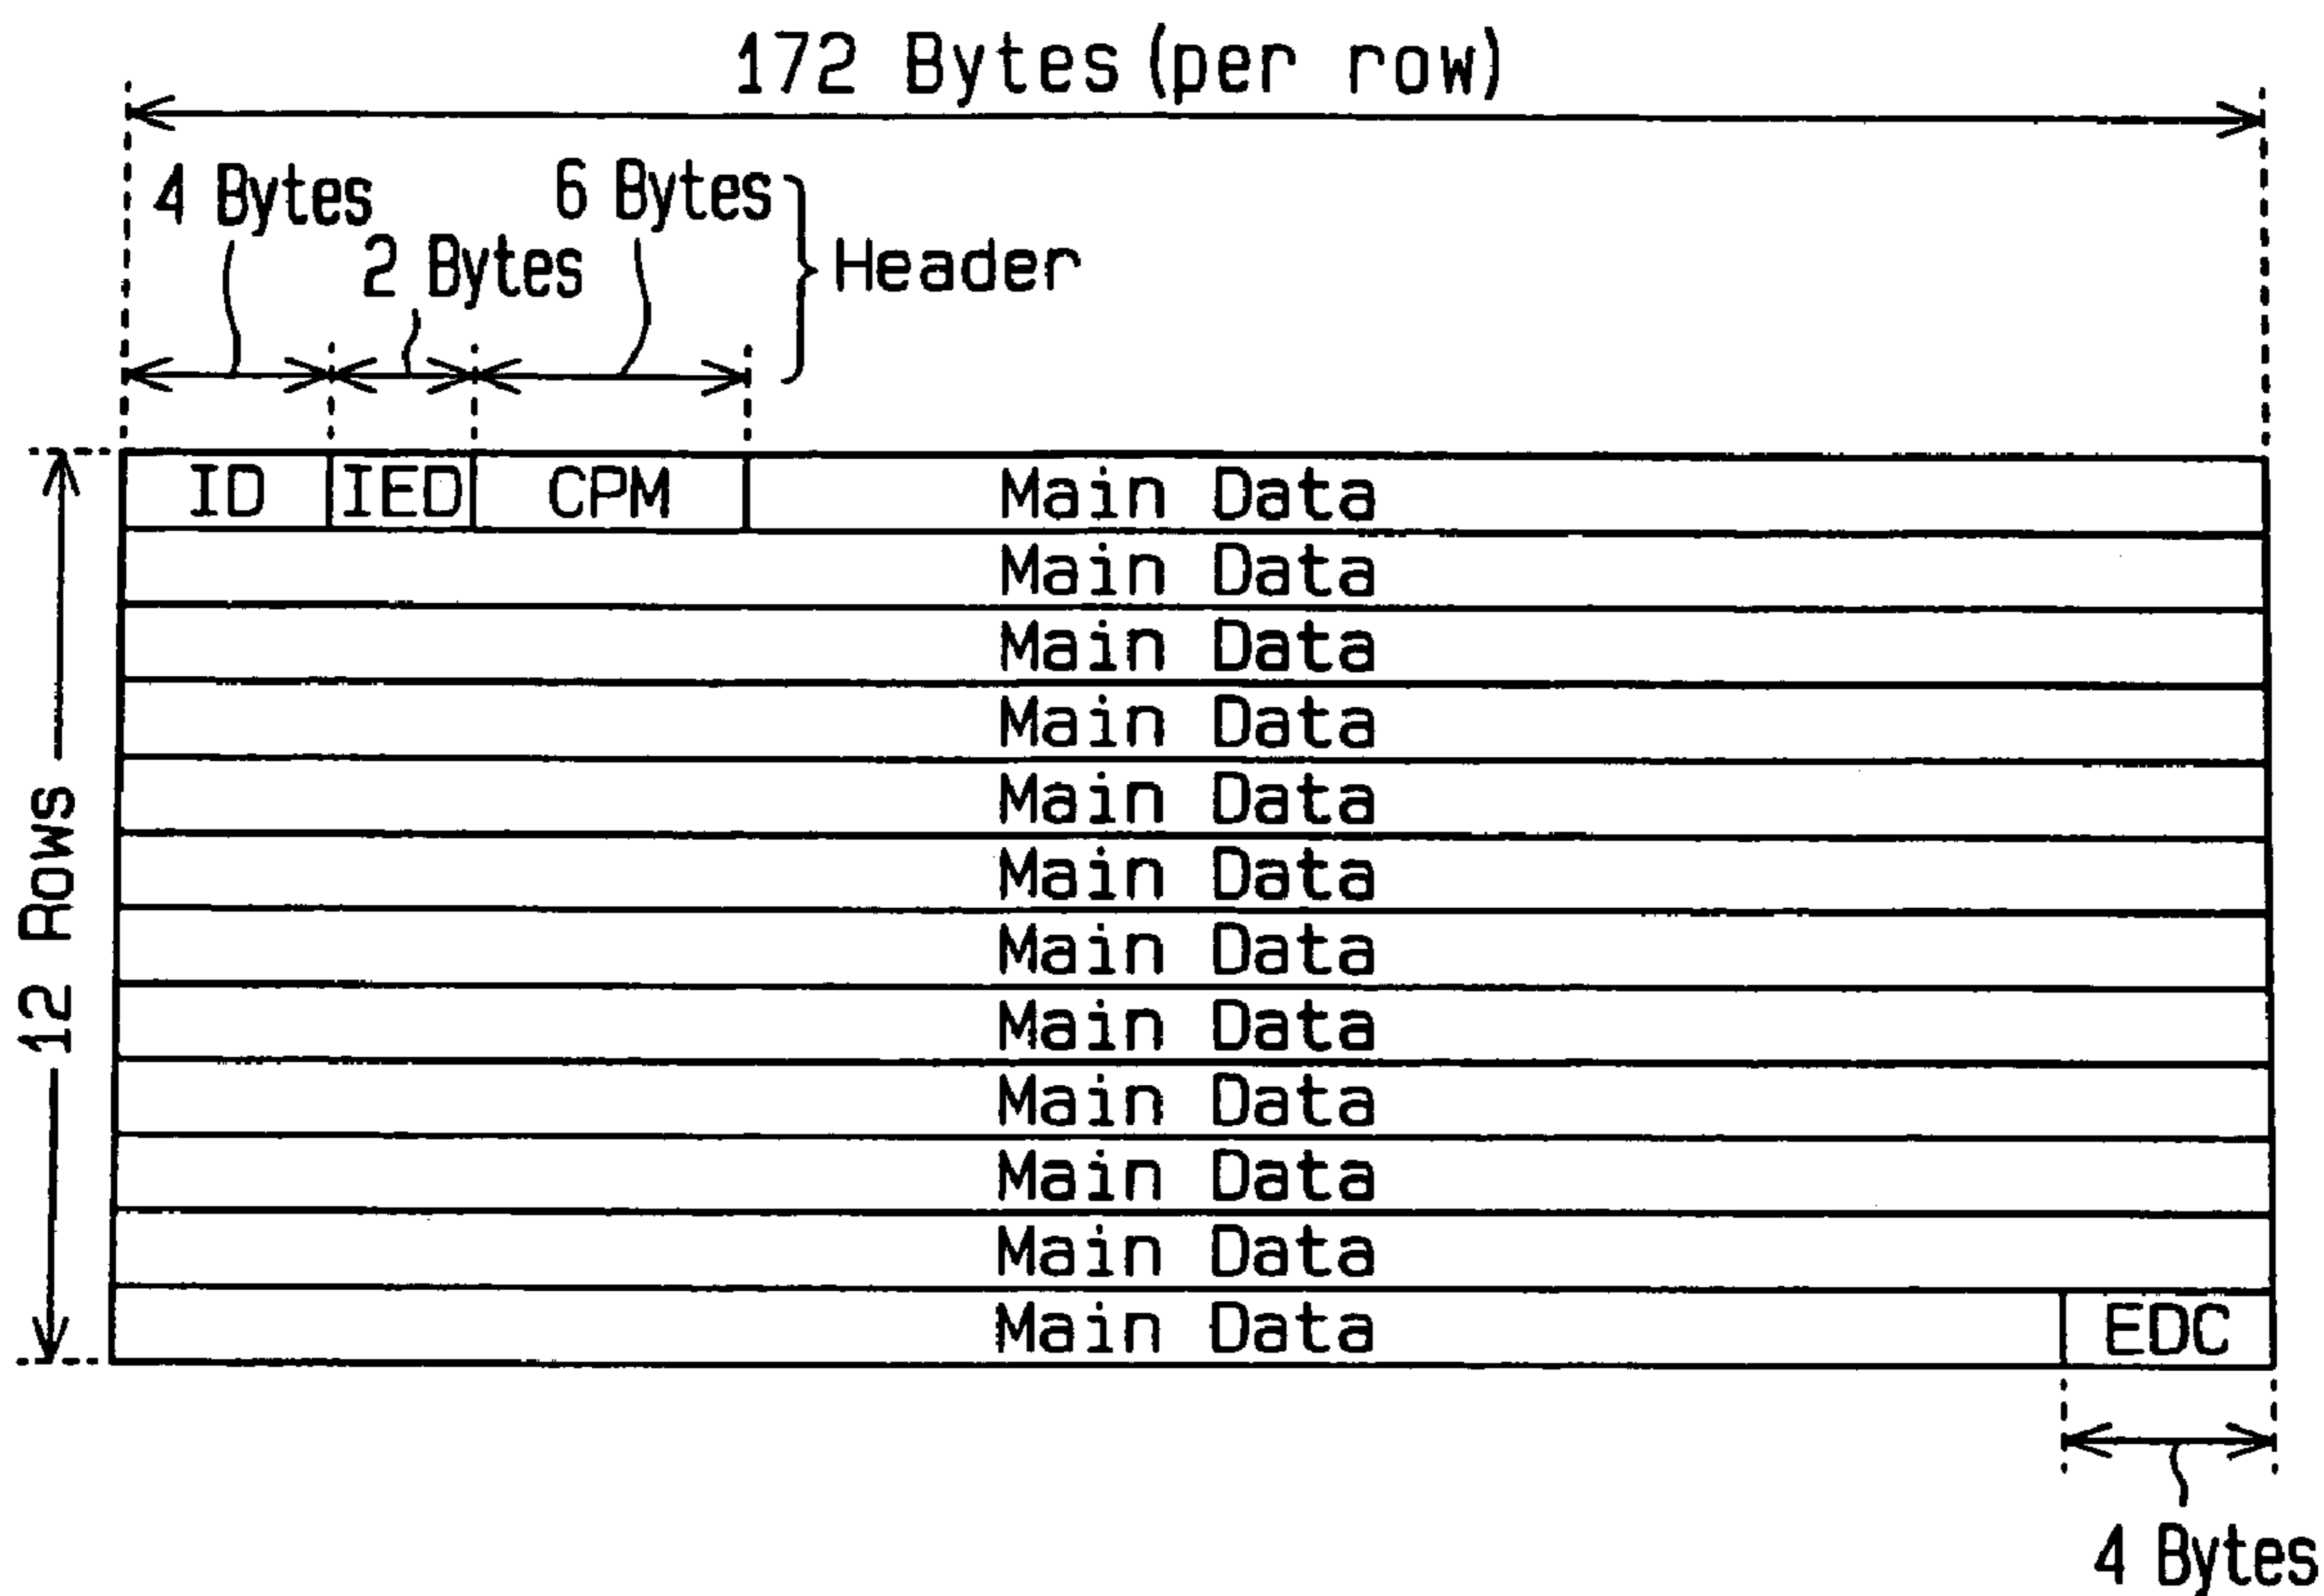 172 Bytes (per row)
4 Bytes
6 Bytes
2 Bytes
Header
ID IED CPM Main Data
Main Data
Main Data
Main Data
Main Data
Main Data
Main Data
Main Data
Main Data
Main Data
Main Data
Main Data EDC
12 Rows
4 Bytes